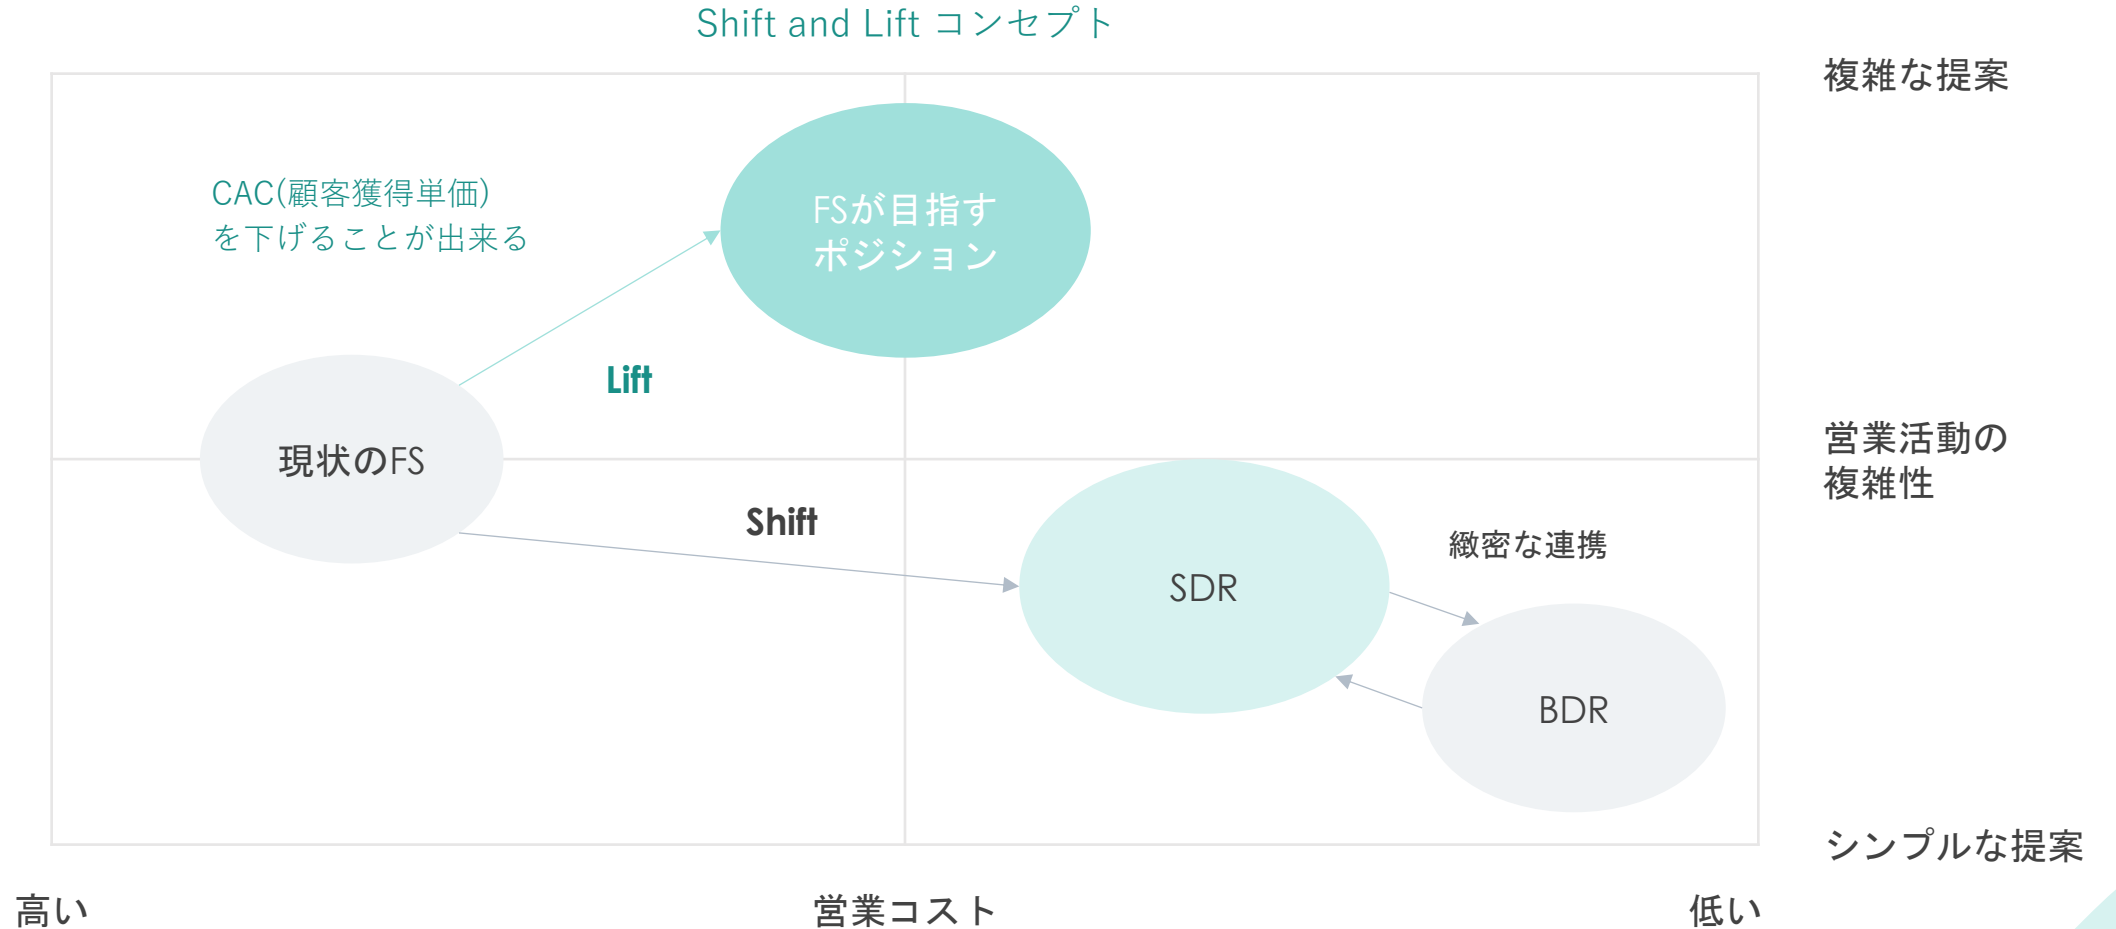 Shift and Lift コンセプト
複雑な提案
CAC(顧客獲得単価)
を下げることが出来る
FSが目指す
ポジション
Lift
現状のFS
営業活動の
複雑性
Shift
緻密な連携
SDR
BDR
シンプルな提案
高い
営業コスト
低い